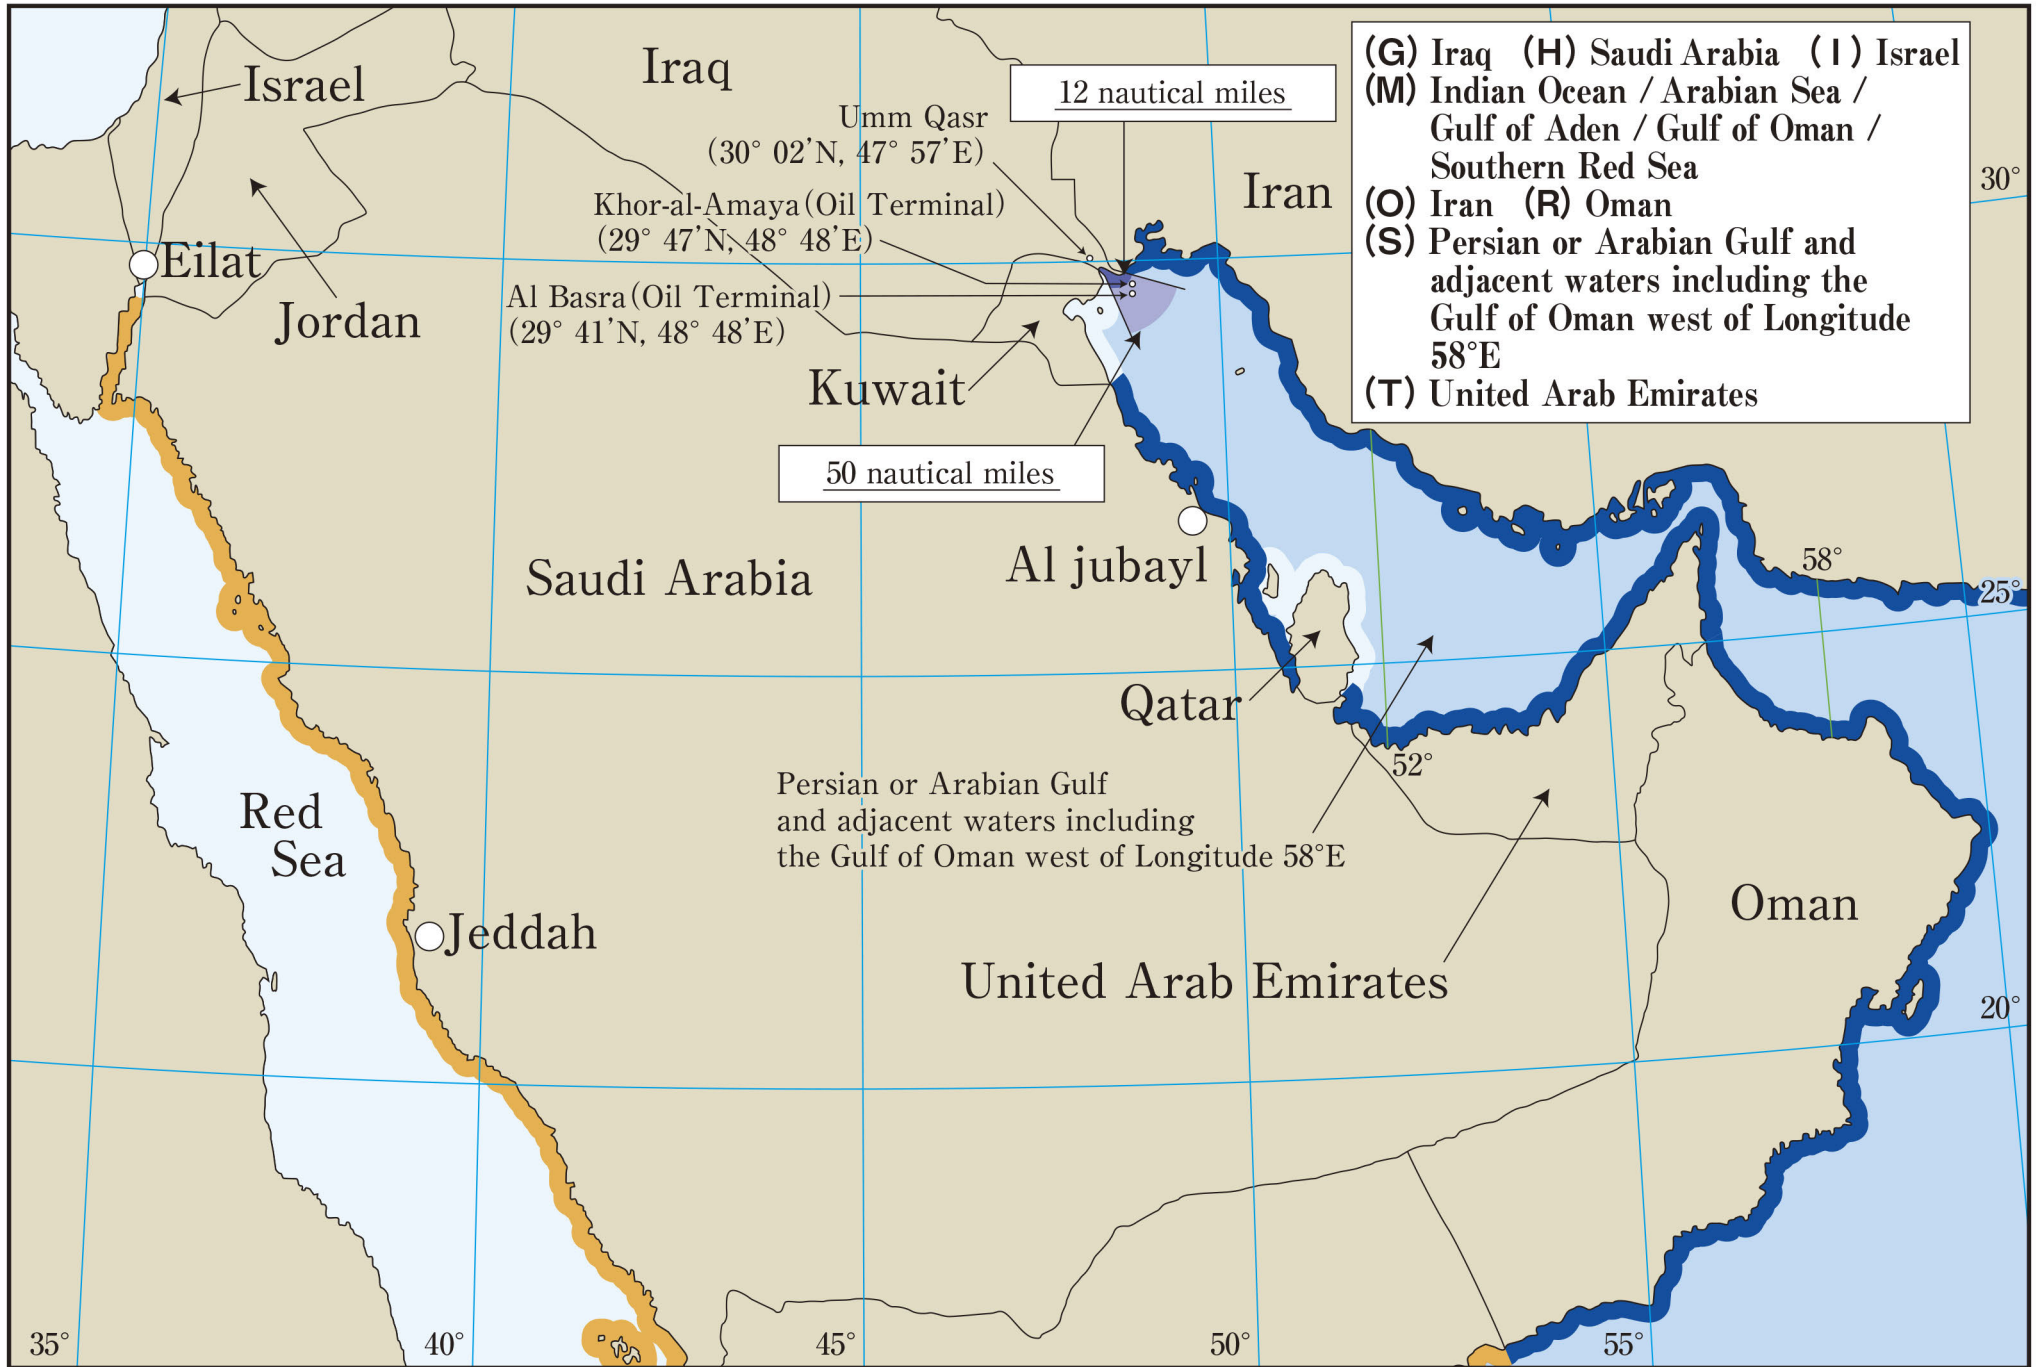 (G) Iraq (H) Saudi Arabia (I) Israel
(M) Indian Ocean / Arabian Sea /
Gulf of Aden / Gulf of Oman /
Southern Red Sea
(O) Iran (R) Oman
(S) Persian or Arabian Gulf and
adjacent waters including the
Gulf of Oman west of Longitude
58°E
(T) United Arab Emirates
Israel
Iraq
12 nautical miles
Umm Qasr
(30° 02’N, 47° 57’E)
Iran
30°
Khor-al-Amaya(Oil Terminal)
(29° 47’N, 48° 48’E)
Eilat
Al Basra(Oil Terminal)
(29° 41’N, 48° 48’E)
Jordan
Kuwait
50 nautical miles
Al jubayl
Saudi Arabia
58°
25°
Qatar
52°
Persian or Arabian Gulf
and adjacent waters including
the Gulf of Oman west of Longitude 58°E
Red
Sea
Oman
Jeddah
United Arab Emirates
20°
35°
40°
45°
50°
55°